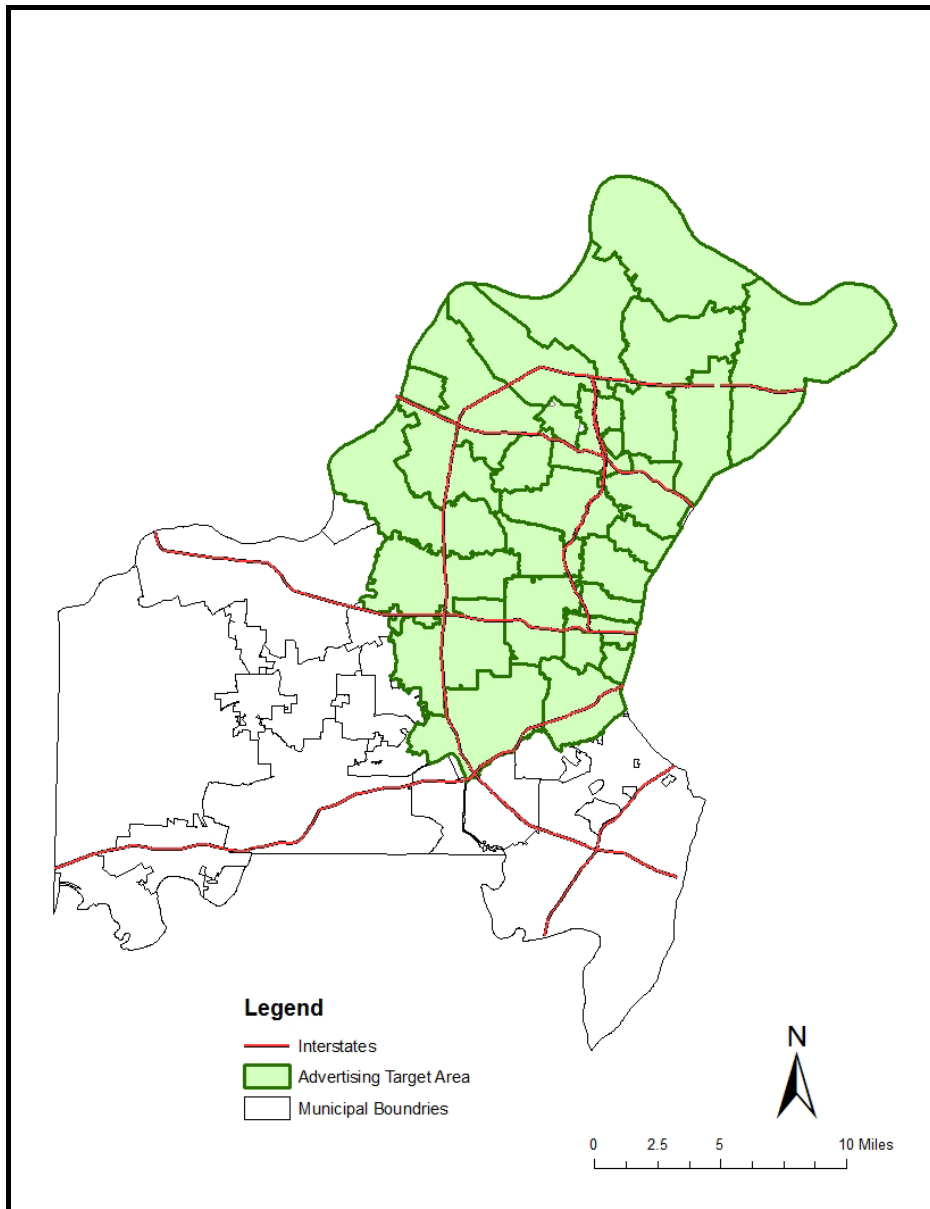 Legend
Interstates
Advertising Target Area
Municipal Boundries
N
0 2.5 5 10 Miles